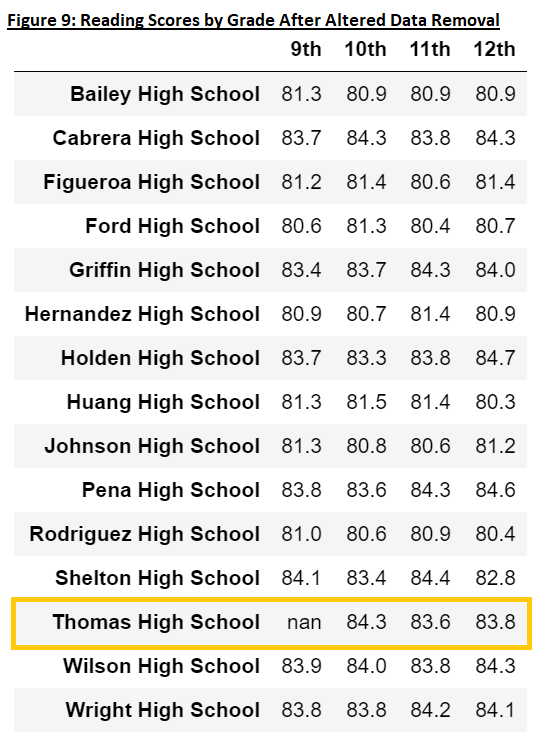 Figure 9: Reading Scores by Grade After Altered Data Removal
9th 10th 11th 12th
Bailey High School 81.3 80.9 80.9 80.9
Cabrera High School 83.7 84.3 83.8 84.3
Figueroa High School 81.2 81.4 80.6 81.4
Ford High School 80.6 81.3 80.4 80.7
Griffin High School 83.4 83.7 84.3 84.0
Hernandez High School 80.9 80.7 81.4 80.9
Holden High School 83.7 83.3 83.8 84.7
Huang High School 81.3 81.5 81.4 80.3
Johnson High School 81.3 80.8 80.6 81.2
Pena High School 83.8 83.6 84.3 84.6
Rodriguez High School 81.0 80.6 80.9 80.4
Shelton High School 84.1 83.4 84.4 82.8
Thomas High School nan 84.3 83.6 83.8
Wilson High School 83.9 84.0 83.8 84.3
Wright High School 83.8 83.8 84.2 84.1